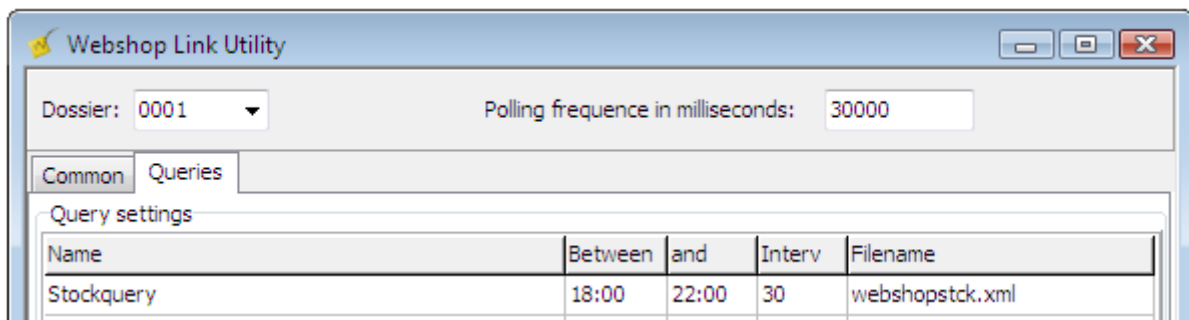 Webshop Link Utility
Dossier: 0001 Polling frequence in milliseconds: 30000
Common Queries
Query settings
Name Between and Interv Filename
Stockquery 18:00 22:00 30 webshopstck.xml